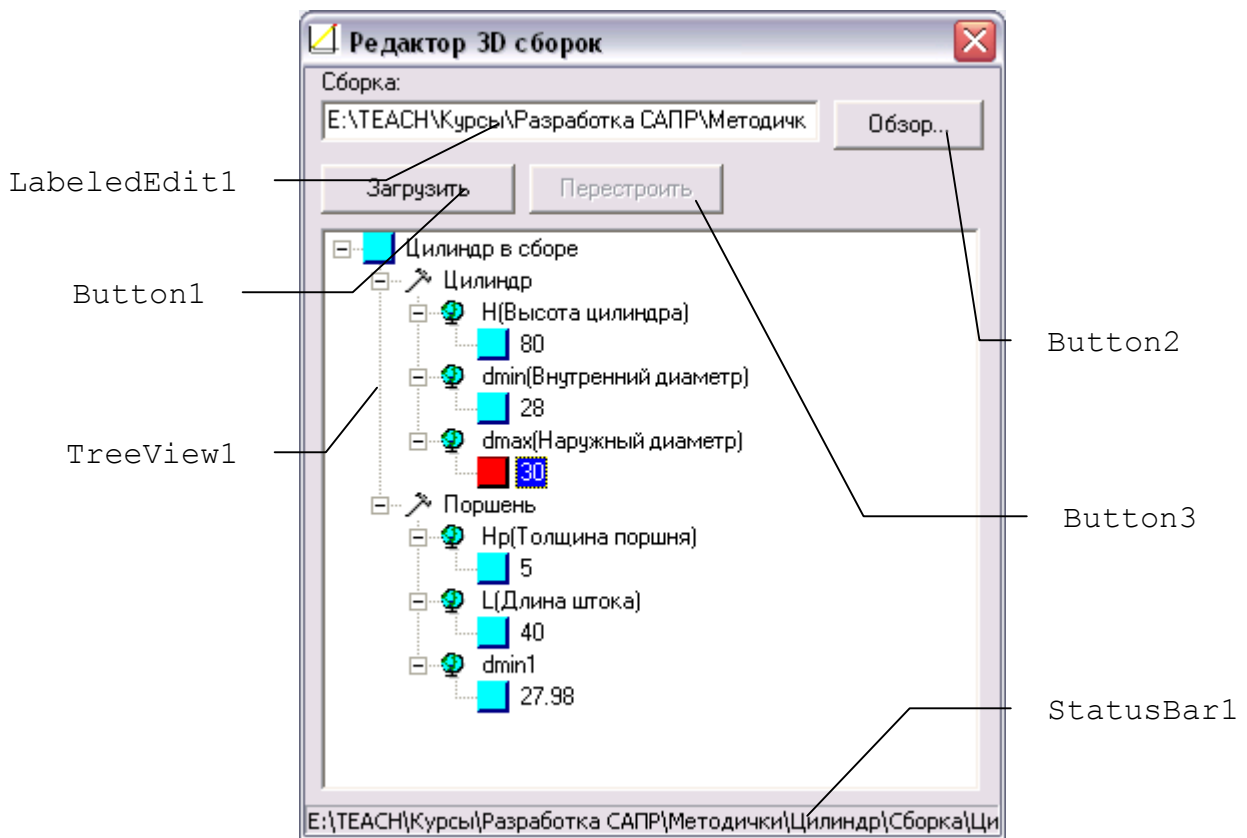 Редактор 3D сборок
Сборка:
E:\TEACH\Курсы\Разработка САПР\Методичк
Обзор...
LabeledEdit1
Загрузить
Перестроить
Цилиндр в сборе
Цилиндр
Button1
H(Высота цилиндра)
80
Button2
dmin(Внутренний диаметр)
28
dmax(Наружный диаметр)
TreeView1
30
Поршень
Button3
Hp(Толщина поршня)
5
L(Длина штока)
40
dmin1
27.98
StatusBar1
E:\TEACH\Курсы\Разработка САПР\Методички\Цилиндр\Сборка\Ци